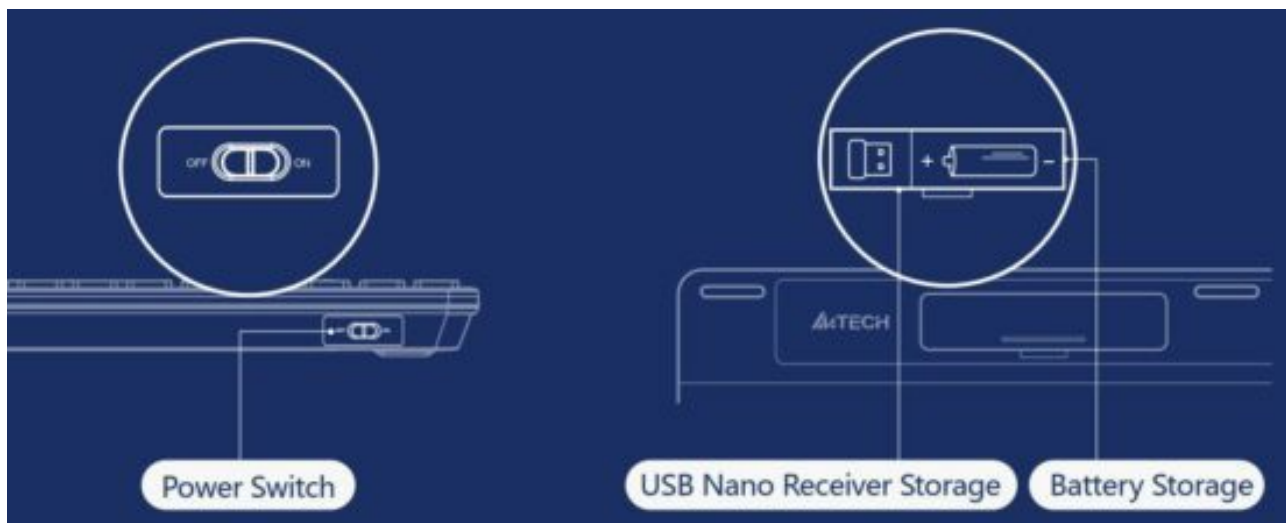 OFF ON
Power Switch
+ -
A4TECH
USB Nano Receiver Storage
Battery Storage